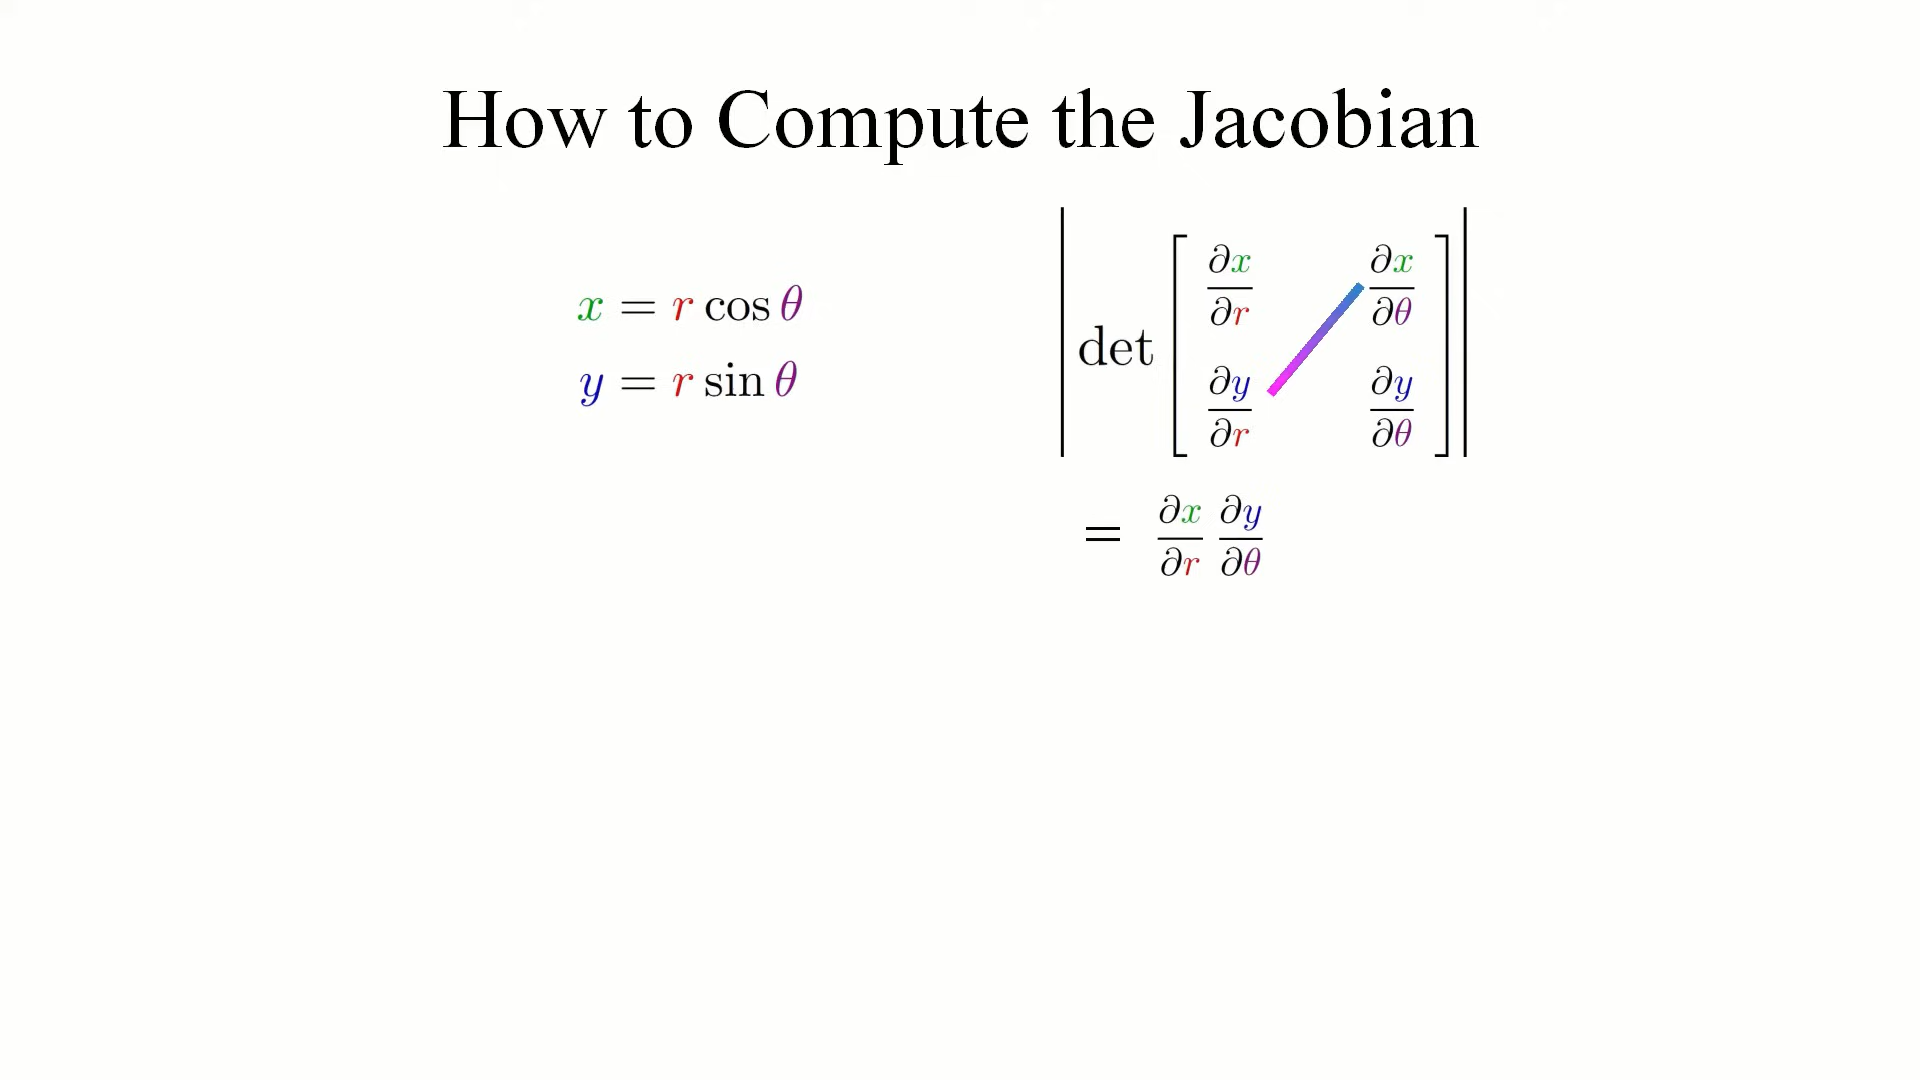 How to Compute the Jacobian
x = r cos θ
y = r sin θ
| det [ ∂x/∂r ∂x/∂θ
∂y/∂r ∂y/∂θ ] |
= ∂x/∂r ∂y/∂θ